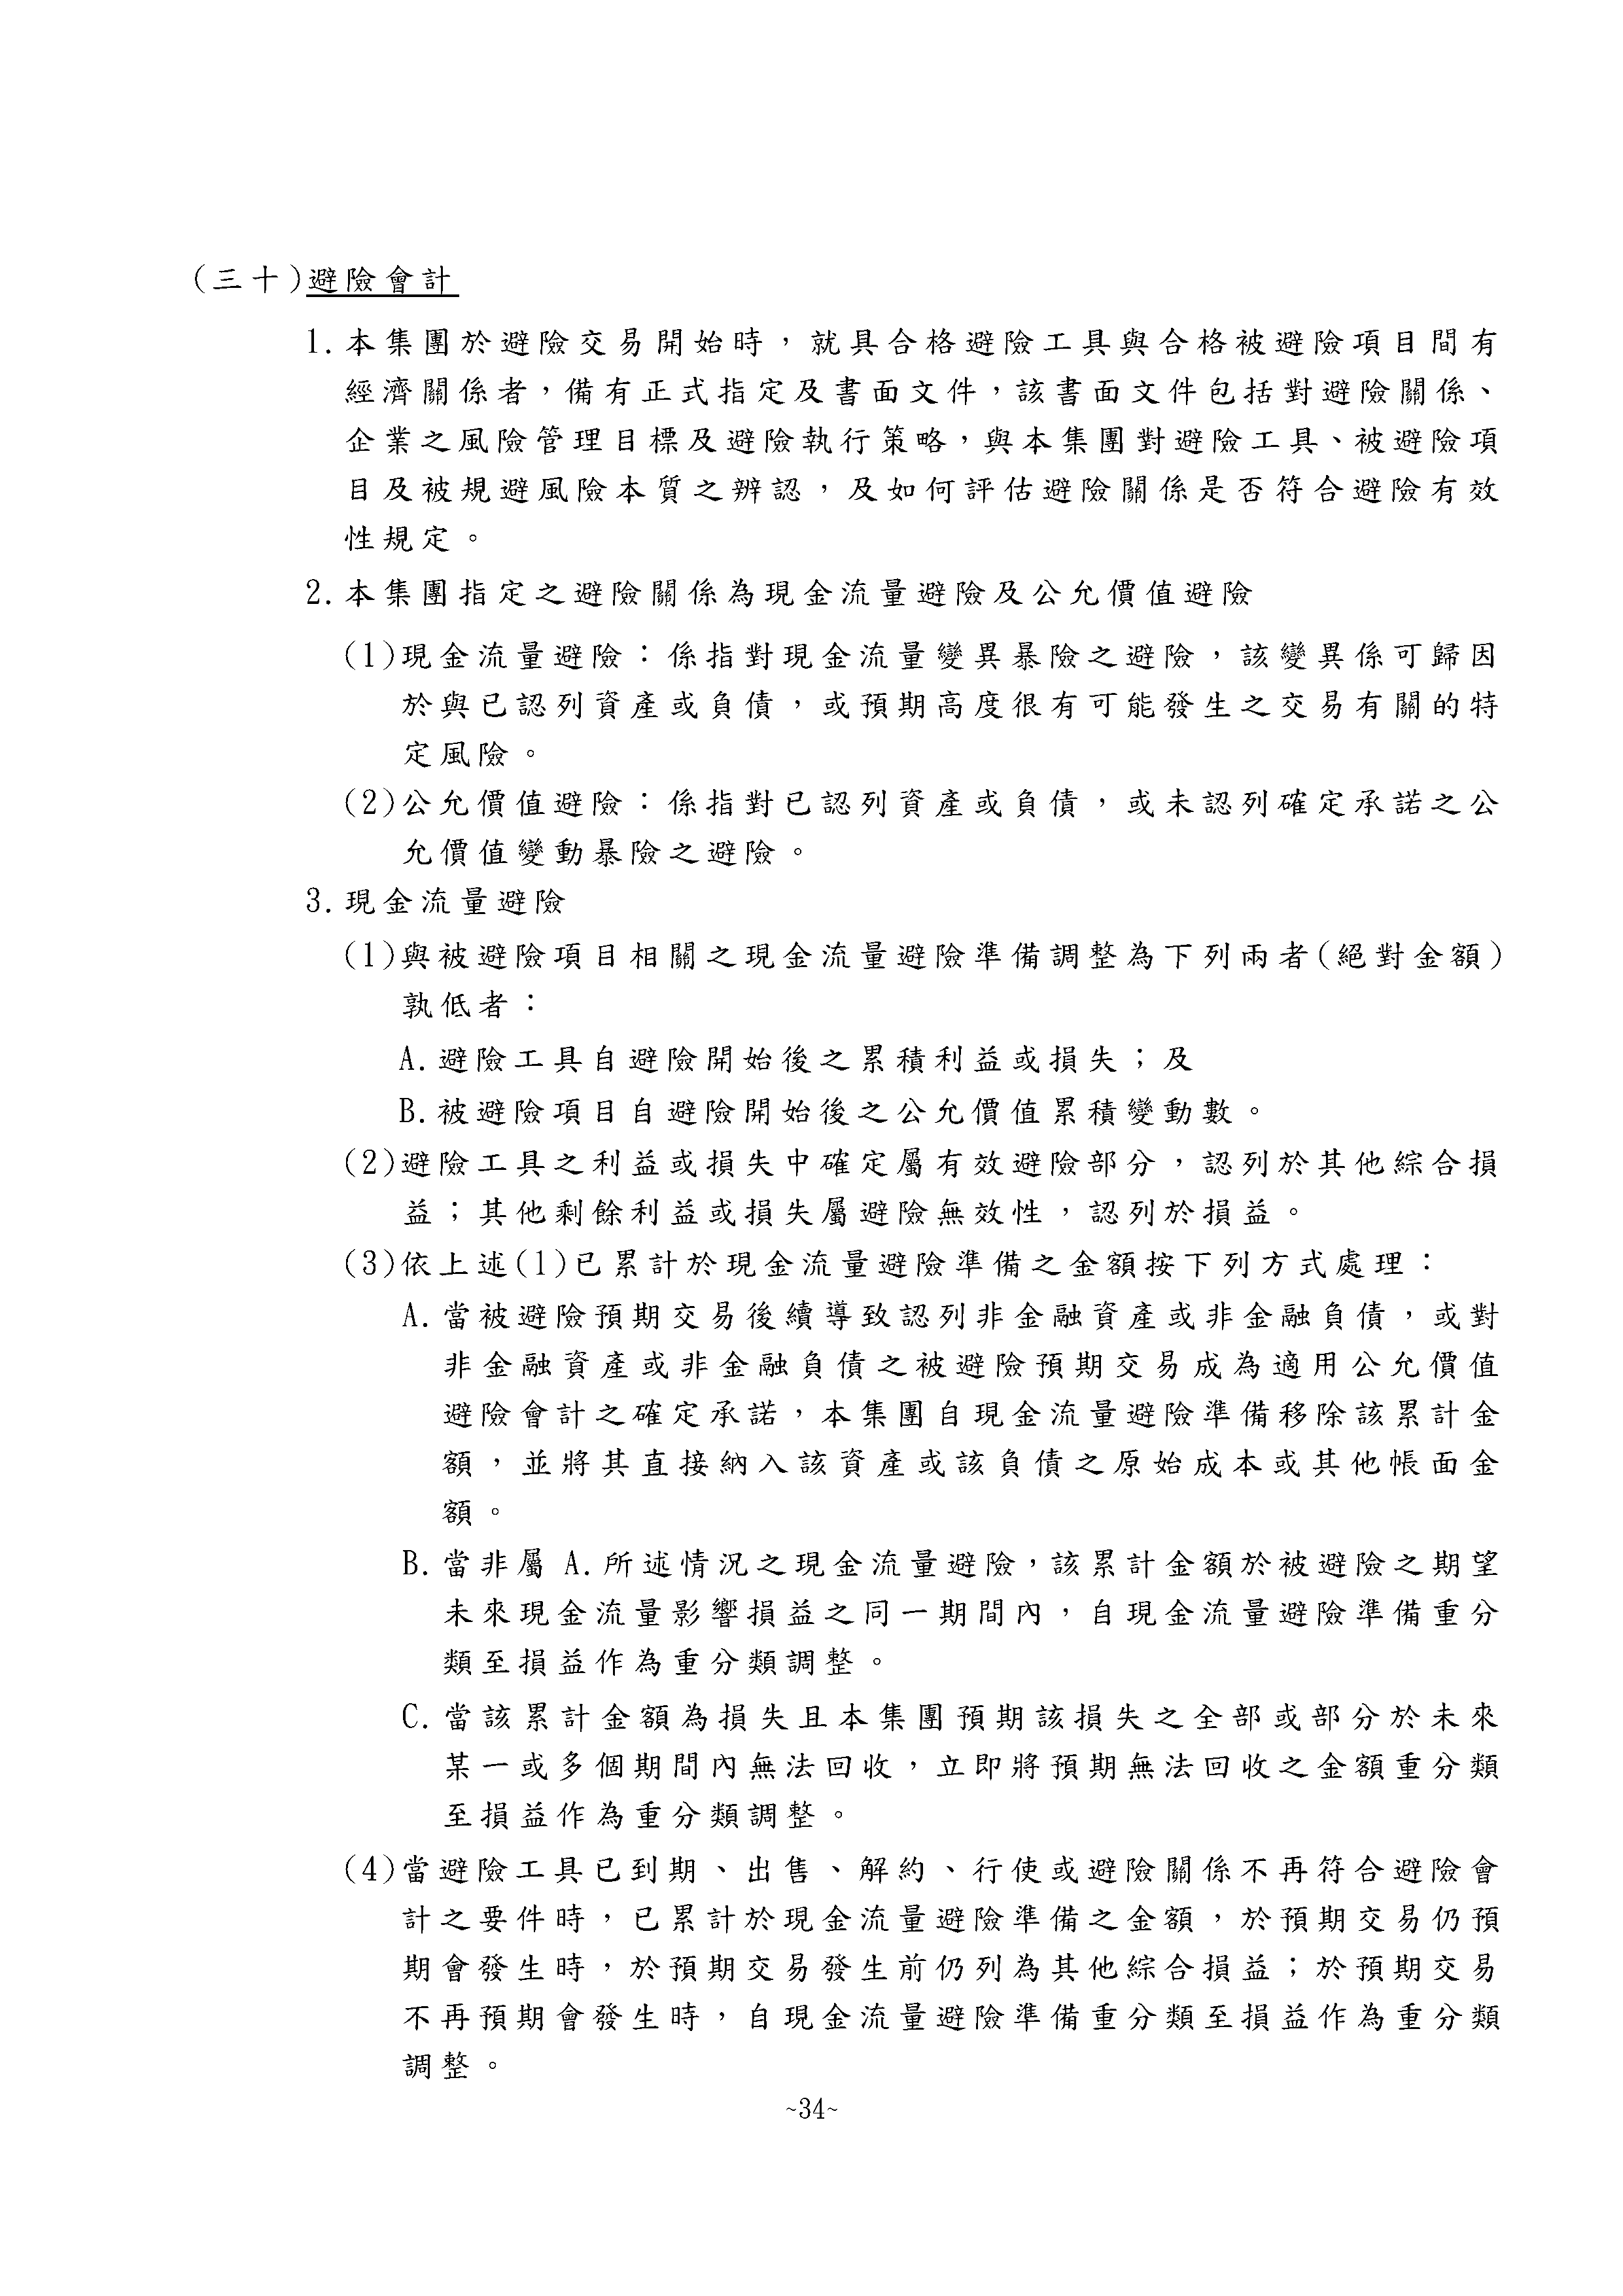 (三十)避險會計
1.本集團於避險交易開始時，就具合格避險工具與合格被避險項目間有
經濟關係者，備有正式指定及書面文件，該書面文件包括對避險關係、
企業之風險管理目標及避險執行策略，與本集團對避險工具、被避險項
目及被規避風險本質之辨認，及如何評估避險關係是否符合避險有效
性規定。
2.本集團指定之避險關係為現金流量避險及公允價值避險
(1)現金流量避險：係指對現金流量變異暴險之避險，該變異係可歸因
於與已認列資產或負債，或預期高度很有可能發生之交易有關的特
定風險。
(2)公允價值避險：係指對已認列資產或負債，或未認列確定承諾之公
允價值變動暴險之避險。
3.現金流量避險
(1)與被避險項目相關之現金流量避險準備調整為下列兩者(絕對金額)
孰低者：
A.避險工具自避險開始後之累積利益或損失；及
B.被避險項目自避險開始後之公允價值累積變動數。
(2)避險工具之利益或損失中確定屬有效避險部分，認列於其他綜合損
益；其他剩餘利益或損失屬避險無效性，認列於損益。
(3)依上述(1)已累計於現金流量避險準備之金額按下列方式處理：
A.當被避險預期交易後續導致認列非金融資產或非金融負債，或對
非金融資產或非金融負債之被避險預期交易成為適用公允價值
避險會計之確定承諾，本集團自現金流量避險準備移除該累計金
額，並將其直接納入該資產或該負債之原始成本或其他帳面金
額。
B.當非屬 A.所述情況之現金流量避險，該累計金額於被避險之期望
未來現金流量影響損益之同一期間內，自現金流量避險準備重分
類至損益作為重分類調整。
C.當該累計金額為損失且本集團預期該損失之全部或部分於未來
某一或多個期間內無法回收，立即將預期無法回收之金額重分類
至損益作為重分類調整。
(4)當避險工具已到期、出售、解約、行使或避險關係不再符合避險會
計之要件時，已累計於現金流量避險準備之金額，於預期交易仍預
期會發生時，於預期交易發生前仍列為其他綜合損益；於預期交易
不再預期會發生時，自現金流量避險準備重分類至損益作為重分類
調整。
~34~